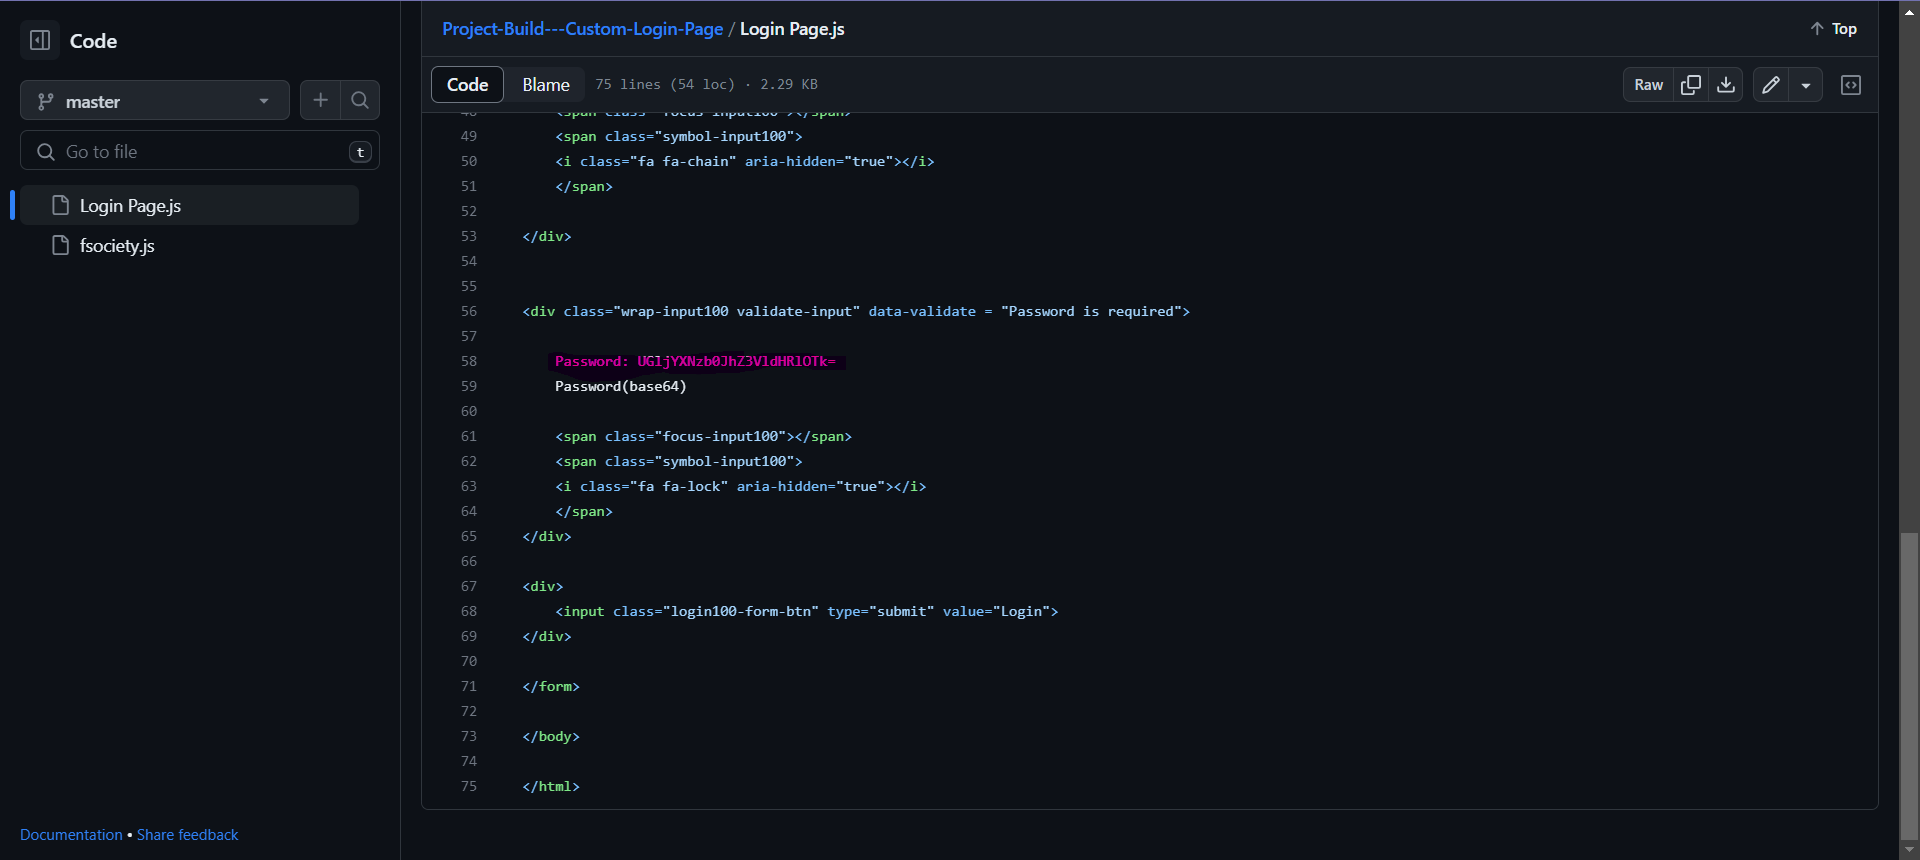 Code
master
Go to file
t
Login Page.js
fsociety.js
Documentation • Share feedback
Project-Build---Custom-Login-Page / Login Page.js
Top
Code Blame 75 lines (54 loc) · 2.29 KB
Raw
48 <span class="focus-input100"></span>
49 <span class="symbol-input100">
50 <i class="fa fa-chain" aria-hidden="true"></i>
51 </span>
52
53 </div>
54
55
56 <div class="wrap-input100 validate-input" data-validate = "Password is required">
57
58 Password: UGljYXNzb0JhZ3VldHRlOTk=
59 Password(base64)
60
61 <span class="focus-input100"></span>
62 <span class="symbol-input100">
63 <i class="fa fa-lock" aria-hidden="true"></i>
64 </span>
65 </div>
66
67 <div>
68 <input class="login100-form-btn" type="submit" value="Login">
69 </div>
70
71 </form>
72
73 </body>
74
75 </html>